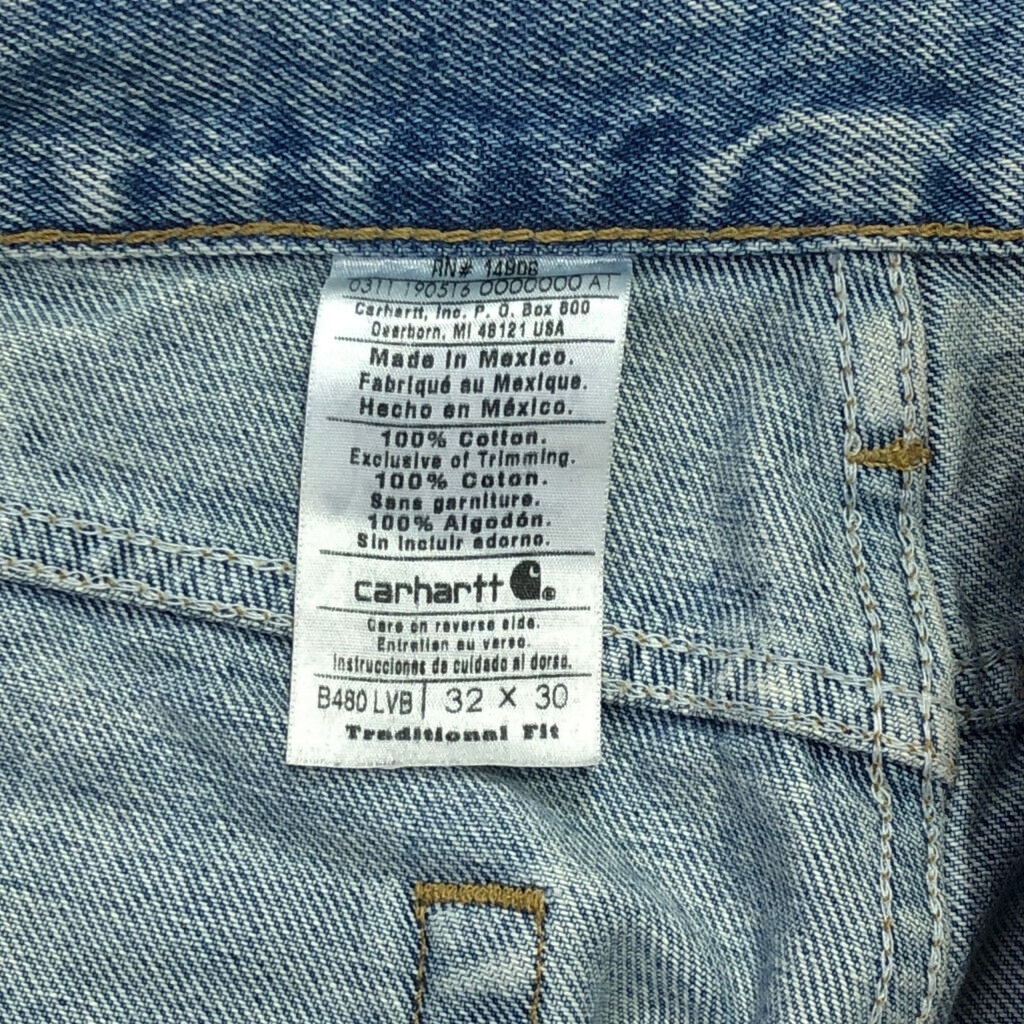 RN# 14806
0311 190516 0000000 A1
Carhartt, Inc. P. O. Box 600
Dearborn, MI 48121 USA
Made in Mexico.
Fabriqué au Mexique.
Hecho en México.
100% Cotton.
Exclusive of Trimming.
100% Coton.
Sans garniture.
100% Algodón.
Sin incluir adorno.
carhartt ®
Care on reverse side.
Entretien au verso.
Instrucciones de cuidado al dorso.
B480 LVB | 32 × 30
Traditional Fit